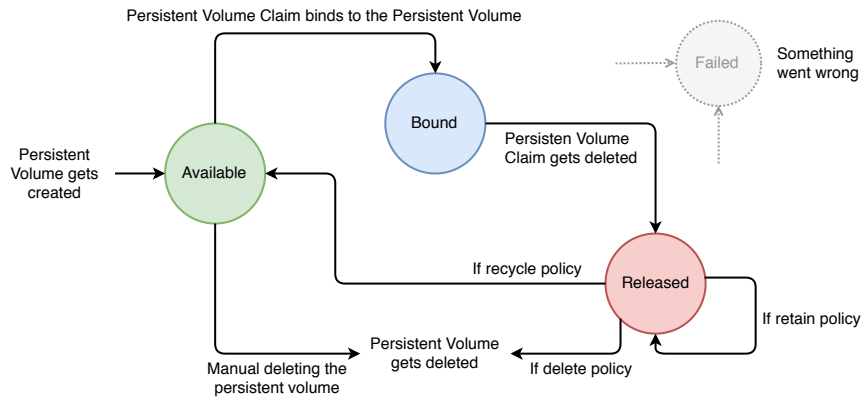 Persistent Volume Claim binds to the Persistent Volume
Failed
Something
went wrong
Bound
Persisten Volume
Claim gets deleted
Persistent
Volume gets
created
Available
If recycle policy
Released
If retain policy
Persistent Volume
gets deleted
Manual deleting the
persistent volume
If delete policy